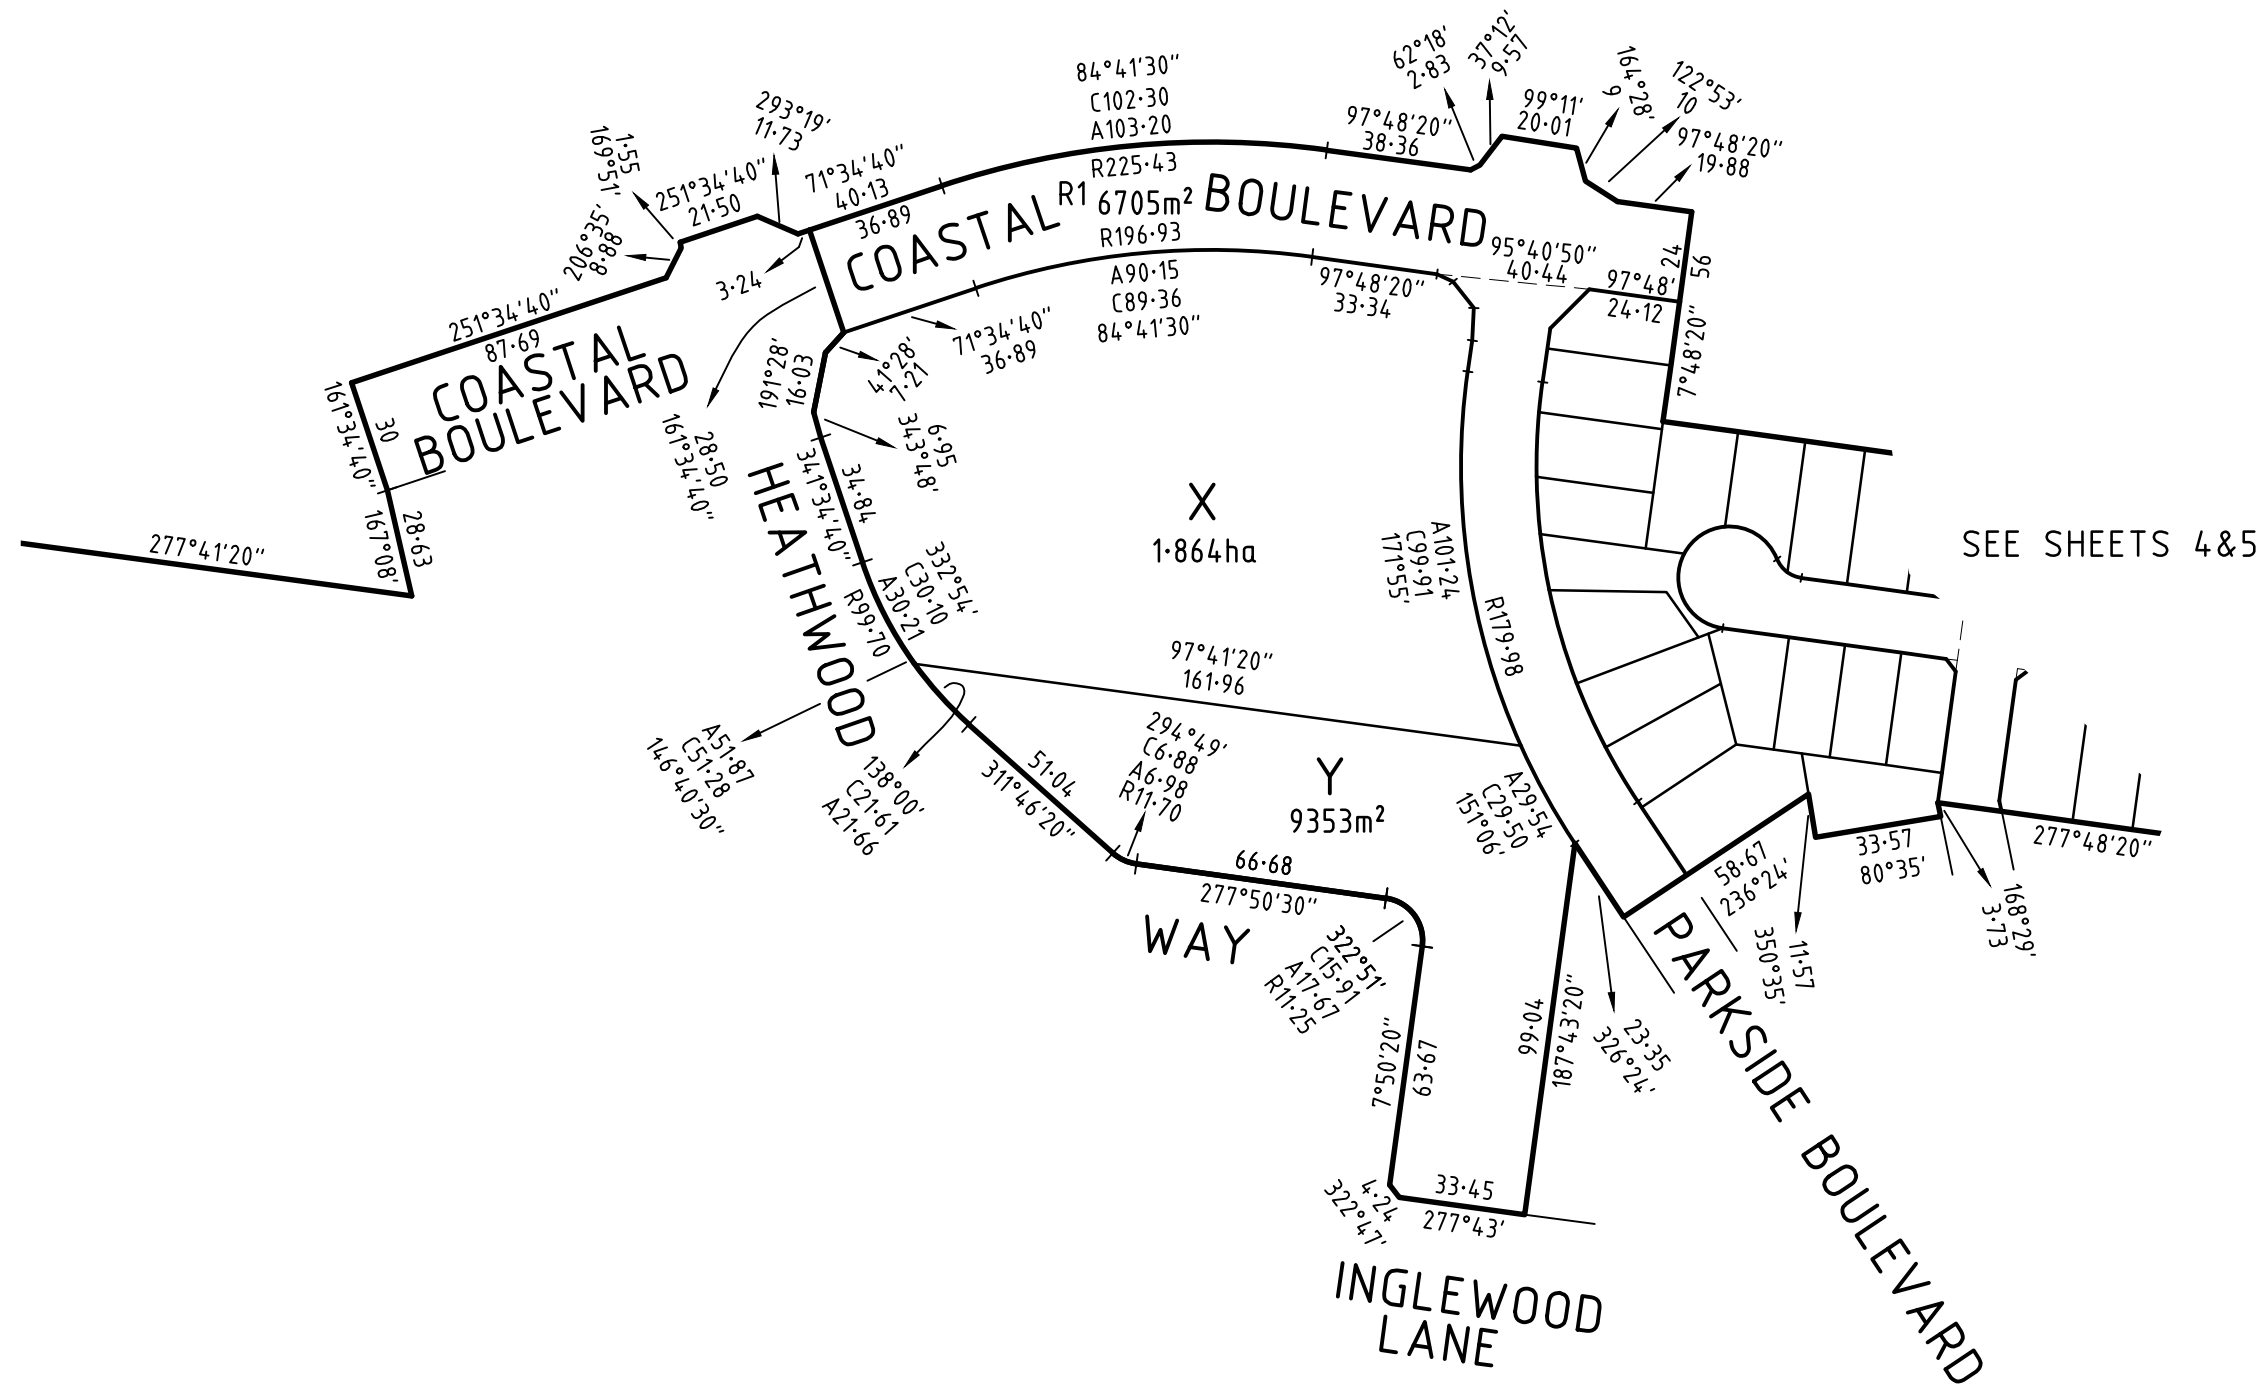 84°41'30"
C102·30
A103·20
R225·43
R1 6705m²
R196·93
A90·15
C89·36
84°41'30"
COASTAL BOULEVARD
62°18'
2·83
37°12'
9·57
99°11'
20·01
164°28'
9
122°53'
10
97°48'20"
19·88
97°48'20"
38·36
293°19'
11·73
71°34'40"
40·13
36·89
169°51'
1·55
251°34'40"
21·50
206°35'
8·88
3·24
251°34'40"
87·69
COASTAL
BOULEVARD
161°34'40"
30
28·63
167°08'
277°41'20"
28·50
161°34'40"
191°28'
16·03
41°28'
7·21
71°34'40"
36·89
6·95
343°48'
97°48'20"
33·34
95°40'50"
40·44
97°48'
24·12
24
56
7°48'20"
34·84
341°34'40"
HEATHWOOD
332°54'
C30·10
A30·21
R99·70
X
1·864ha
A101·24
C99·91
171°55'
R179·98
SEE SHEETS 4&5
97°41'20"
161·96
A51·87
C51·28
146°40'30"
138°00'
C21·61
A21·66
51·04
311°46'20"
294°49'
C6·88
A6·98
R11·70
Y
9353m²
A29·54
C29·50
151°06'
66·68
277°50'30"
WAY
322°51'
C15·91
A17·67
R11·25
58·67
236°24'
33·57
80°35'
277°48'20"
168°29'
3·73
11·57
350°35'
PARKSIDE BOULEVARD
23·35
326°24'
99·04
187°43'20"
7°50'20"
63·67
4·24
322°47'
33·45
277°43'
INGLEWOOD
LANE